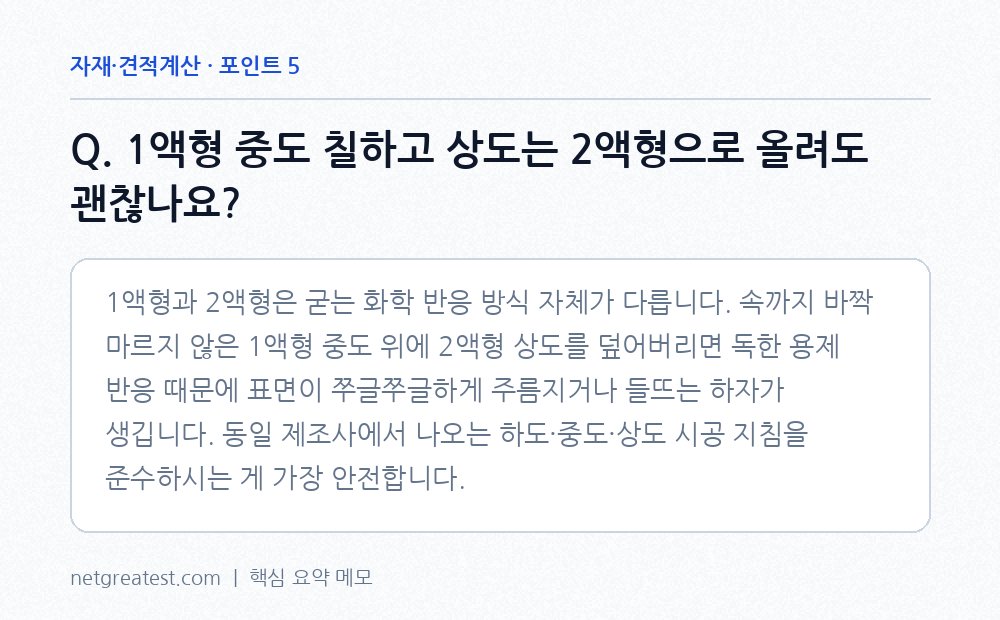 자재·견적계산 · 포인트 5
Q. 1액형 중도 칠하고 상도는 2액형으로 올려도
괜찮나요?
1액형과 2액형은 굳는 화학 반응 방식 자체가 다릅니다. 속까지 바짝
마르지 않은 1액형 중도 위에 2액형 상도를 덮어버리면 독한 용제
반응 때문에 표면이 쭈글쭈글하게 주름지거나 들뜨는 하자가
생깁니다. 동일 제조사에서 나오는 하도·중도·상도 시공 지침을
준수하시는 게 가장 안전합니다.
netgreatest.com | 핵심 요약 메모